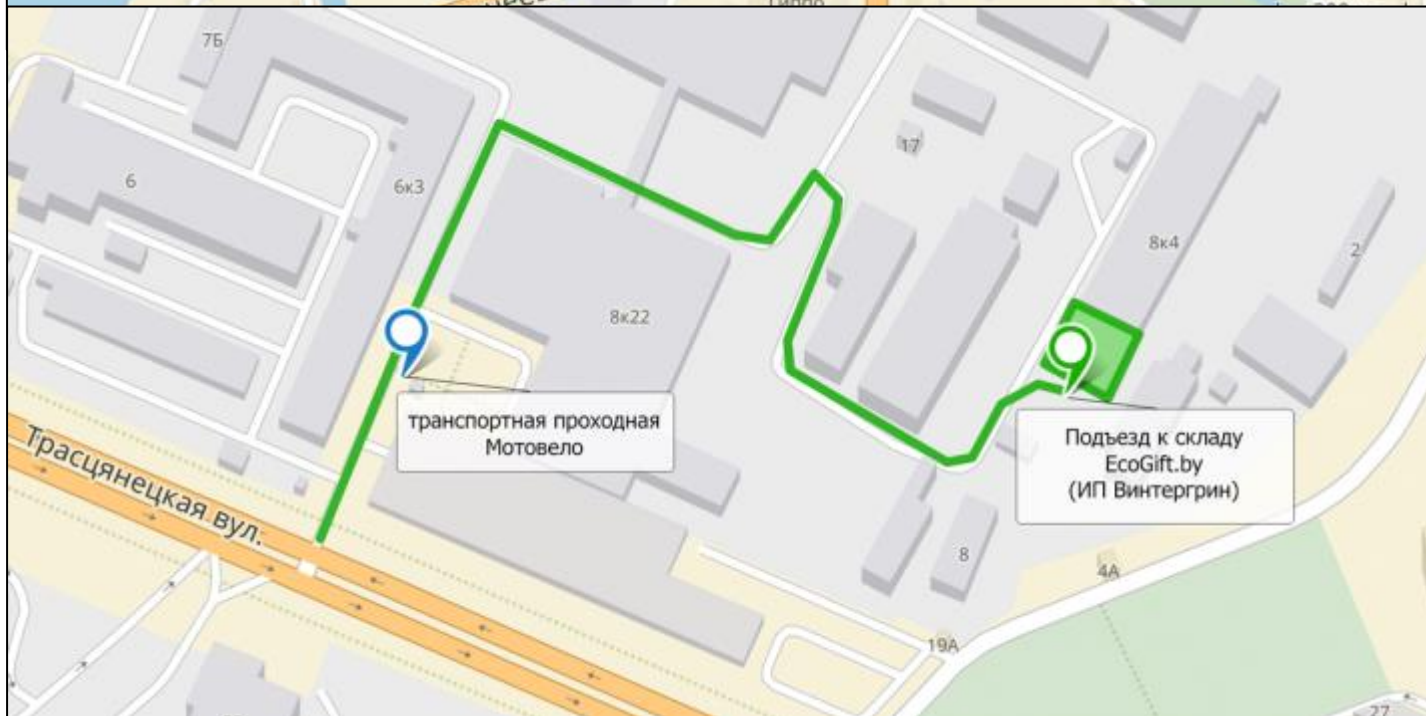 7Б
17
6
6к3
8к4
2
8к22
транспортная проходная
Мотовело
Подъезд к складу
EcoGift.by
(ИП Винтергрин)
Трасцянецкая вул.
8
4А
19А
27